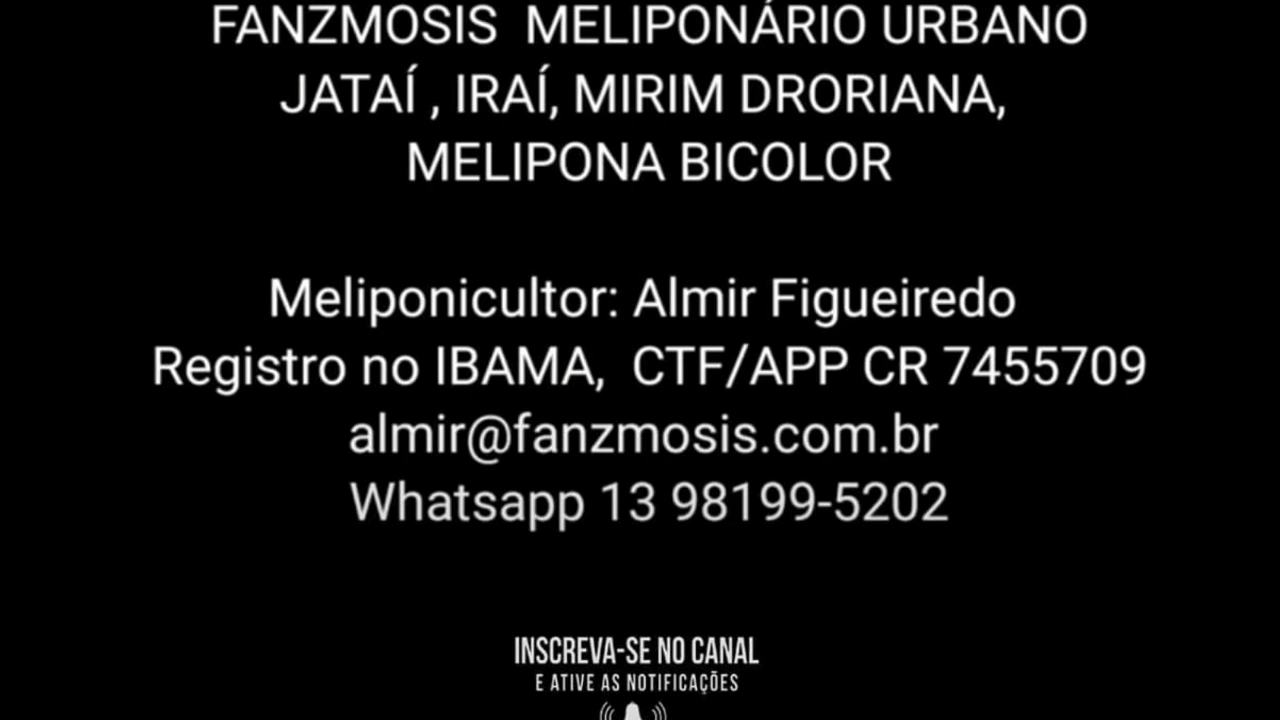 FANZMOSIS MELIPONÁRIO URBANO
JATAÍ , IRAÍ, MIRIM DRORIANA,
MELIPONA BICOLOR
Meliponicultor: Almir Figueiredo
Registro no IBAMA, CTF/APP CR 7455709
almir@fanzmosis.com.br
Whatsapp 13 98199-5202
INSCREVA-SE NO CANAL
E ATIVE AS NOTIFICAÇÕES